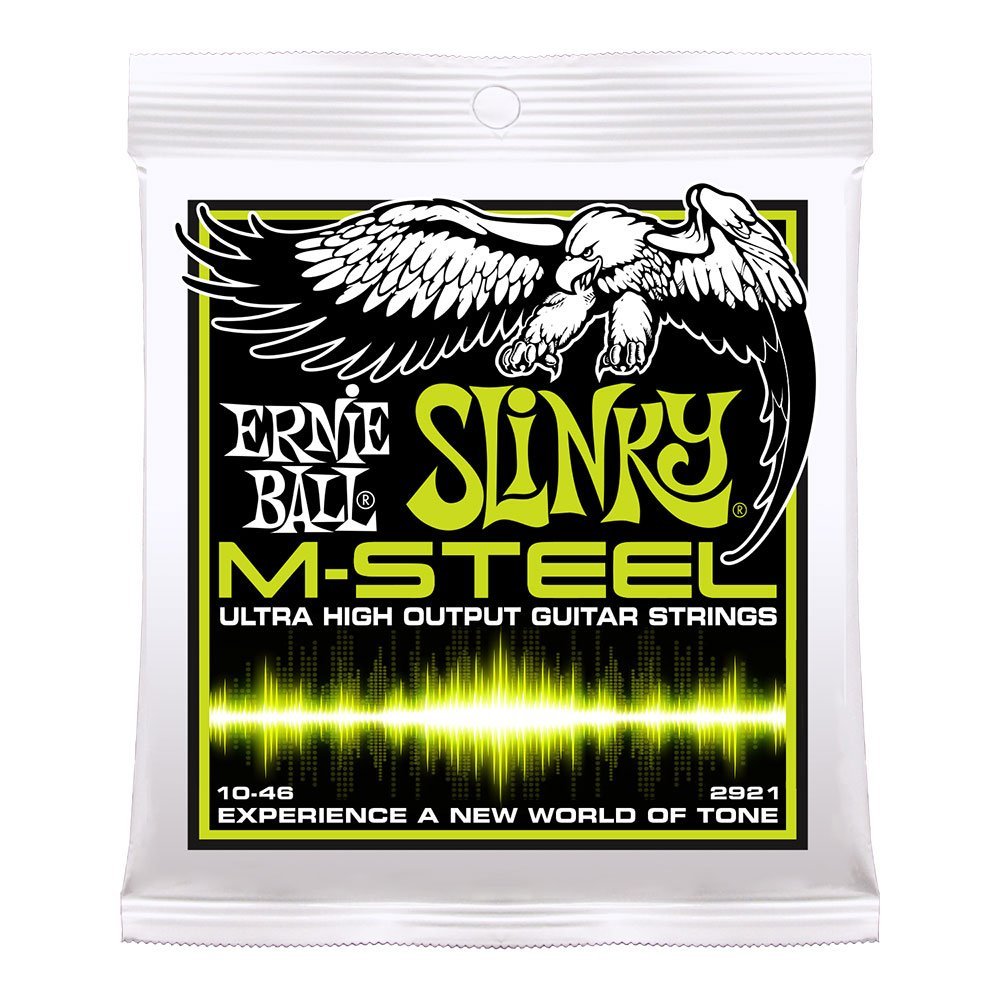 ERNIE
BALL®
SLINKY®
M-STEEL
ULTRA HIGH OUTPUT GUITAR STRINGS
10-46 2921
EXPERIENCE A NEW WORLD OF TONE